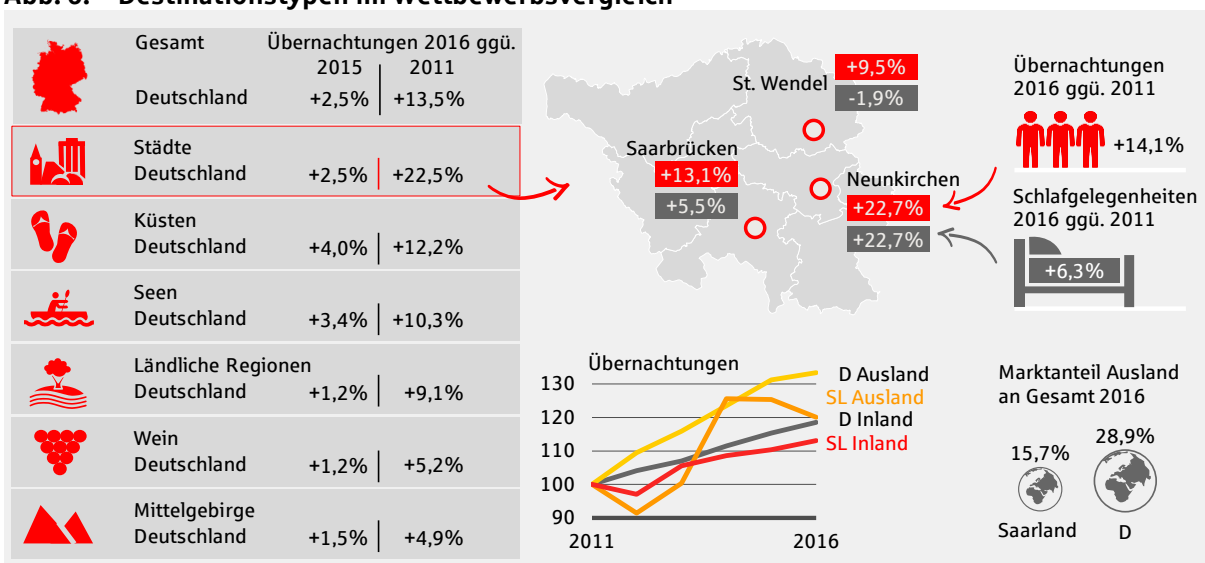 Abb. 6: Destinationstypen im Wettbewerbsvergleich
Gesamt Übernachtungen 2016 ggü.
2015 2011
Deutschland +2,5% +13,5%
Städte
Deutschland +2,5% +22,5%
Küsten
Deutschland +4,0% +12,2%
Seen
Deutschland +3,4% +10,3%
Ländliche Regionen
Deutschland +1,2% +9,1%
Wein
Deutschland +1,2% +5,2%
Mittelgebirge
Deutschland +1,5% +4,9%
St. Wendel
+9,5%
-1,9%
Saarbrücken
+13,1%
+5,5%
Neunkirchen
+22,7%
+22,7%
Übernachtungen
2016 ggü. 2011
+14,1%
Schlafgelegenheiten
2016 ggü. 2011
+6,3%
Übernachtungen
130
120
110
100
90
2011 2016
D Ausland
SL Ausland
D Inland
SL Inland
Marktanteil Ausland
an Gesamt 2016
15,7%
28,9%
Saarland D